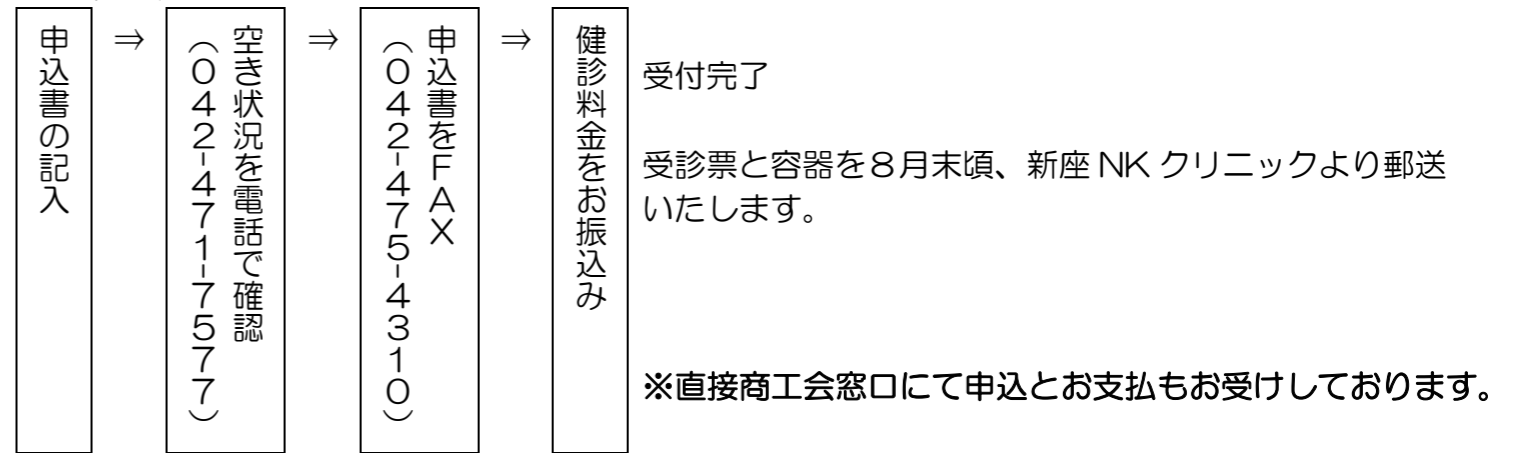 申込書の記入
⇒
空き状況を電話で確認
（０４２-４７１-７５７７）
⇒
申込書をＦＡＸ
（０４２-４７５-４３１０）
⇒
健診料金をお振込み
受付完了
受診票と容器を８月末頃、新座 NK クリニックより郵送
いたします。
※直接商工会窓口にて申込とお支払もお受けしております。